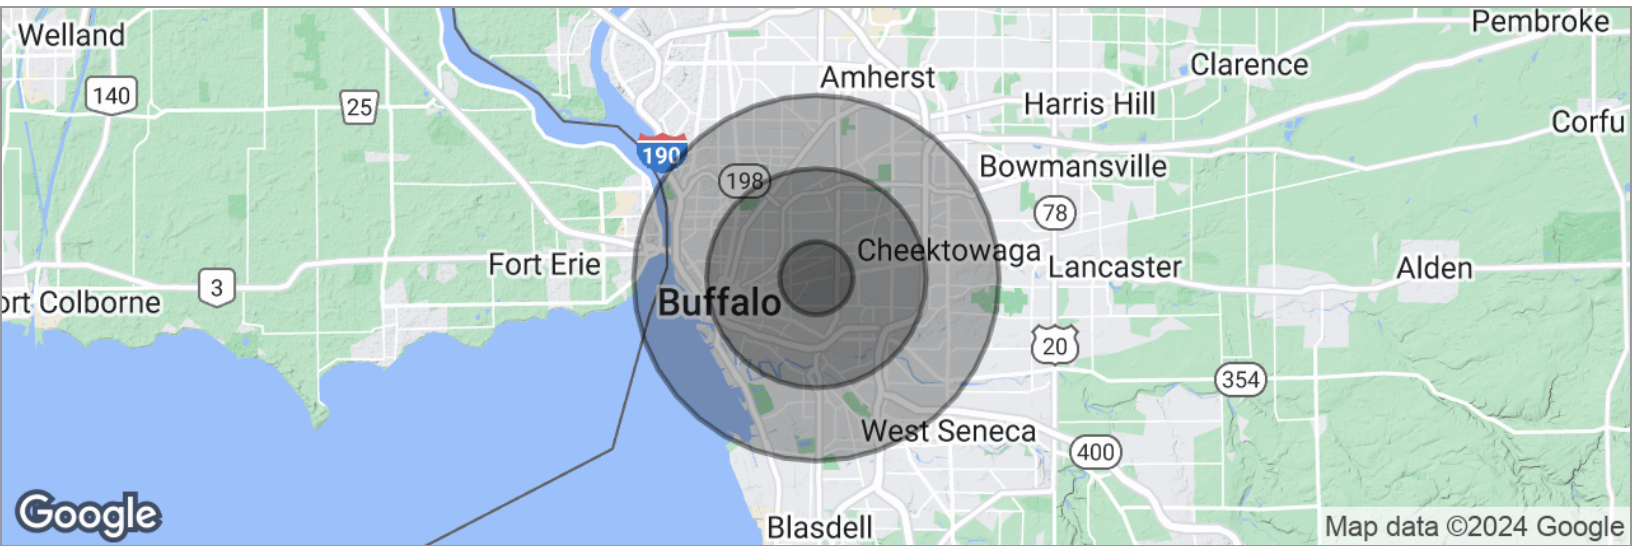 Welland
Pembroke
Amherst
Clarence
140
25
Harris Hill
Corfu
190
Bowmansville
198
78
Cheektowaga
Fort Erie
Lancaster
Alden
3
ort Colborne
Buffalo
20
354
West Seneca
400
Google
Blasdell
Map data ©2024 Google